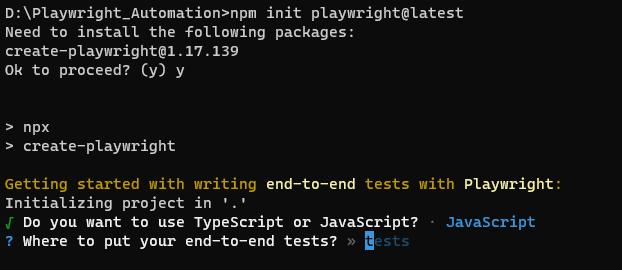 D:\Playwright_Automation>npm init playwright@latest
Need to install the following packages:
create-playwright@1.17.139
Ok to proceed? (y) y
> npx
> create-playwright
Getting started with writing end-to-end tests with Playwright:
Initializing project in '.'
√ Do you want to use TypeScript or JavaScript? · JavaScript
? Where to put your end-to-end tests? » tests